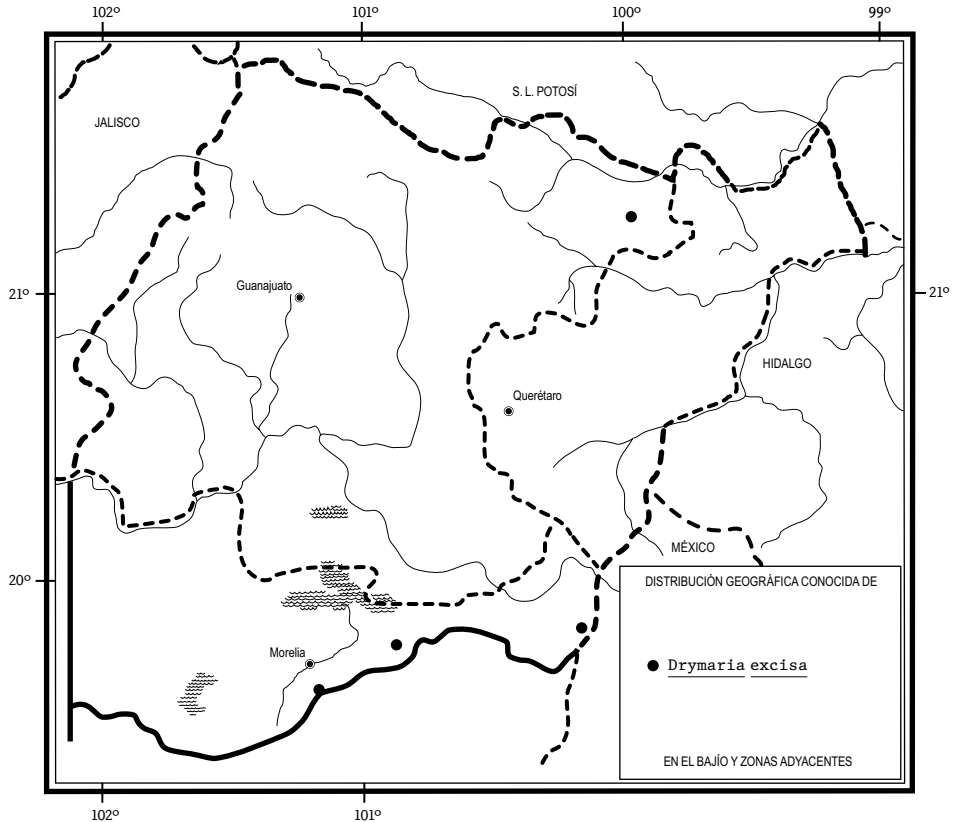 102º 101º 100º 99º
S. L. POTOSÍ
JALISCO
Guanajuato
21º 21º
HIDALGO
Querétaro
MÉXICO
20º
DISTRIBUCIÓN GEOGRÁFICA CONOCIDA DE
Morelia
Drymaria excisa
EN EL BAJÍO Y ZONAS ADYACENTES
102º 101º